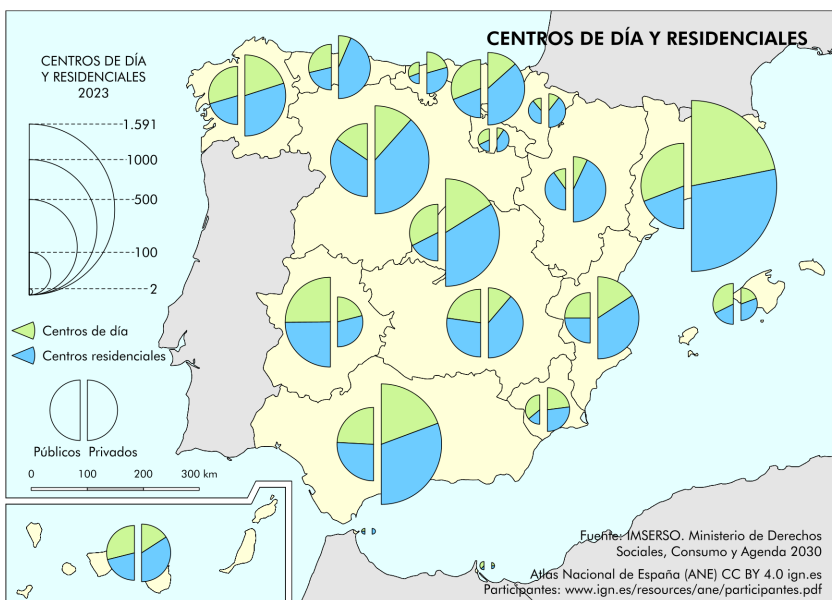 CENTROS DE DÍA Y RESIDENCIALES
CENTROS DE DÍA
Y RESIDENCIALES
2023
1.591
1000
500
100
2
Centros de día
Centros residenciales
Públicos Privados
0 100 200 300 km
Fuente: IMSERSO. Ministerio de Derechos
Sociales, Consumo y Agenda 2030
Atlas Nacional de España (ANE) CC BY 4.0 ign.es
Participantes: www.ign.es/resources/ane/participantes.pdf